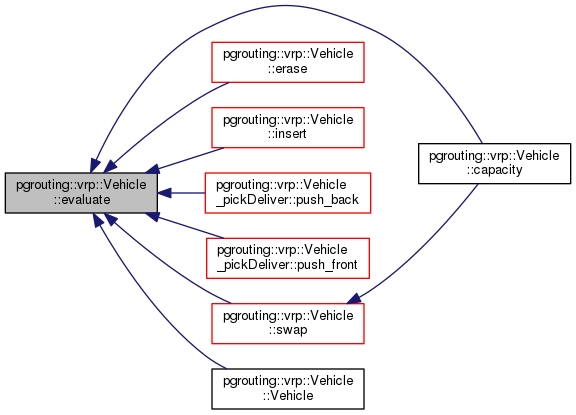 pgrouting::vrp::Vehicle
::evaluate
pgrouting::vrp::Vehicle
::erase
pgrouting::vrp::Vehicle
::insert
pgrouting::vrp::Vehicle
_pickDeliver::push_back
pgrouting::vrp::Vehicle
_pickDeliver::push_front
pgrouting::vrp::Vehicle
::swap
pgrouting::vrp::Vehicle
::Vehicle
pgrouting::vrp::Vehicle
::capacity